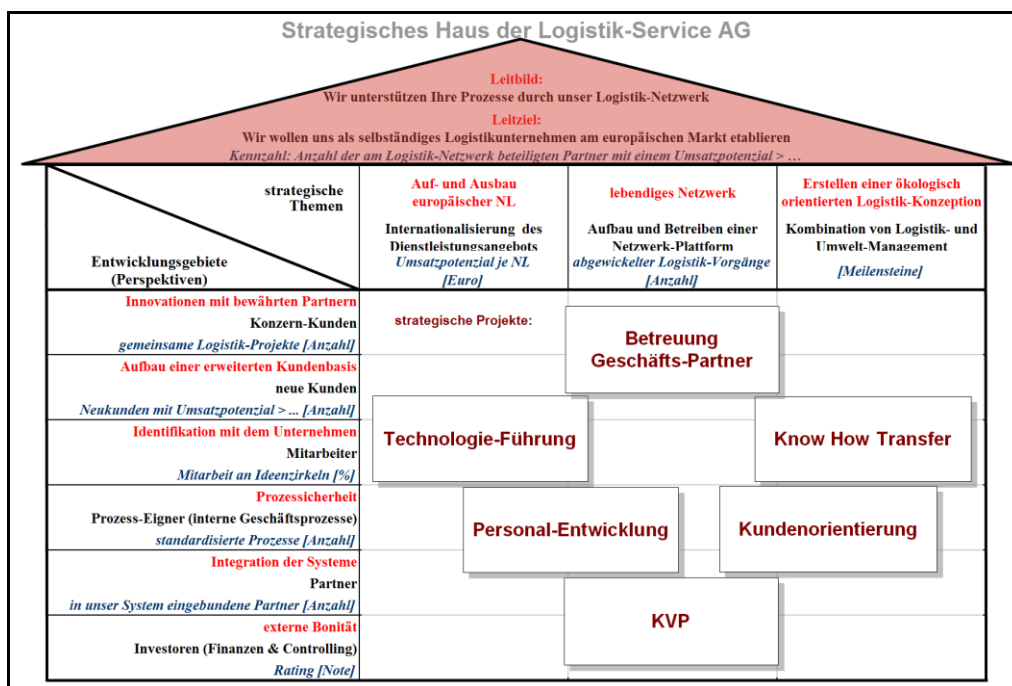 Strategisches Haus der Logistik-Service AG
Leitbild:
Wir unterstützen Ihre Prozesse durch unser Logistik-Netzwerk
Leitziel:
Wir wollen uns als selbständiges Logistikunternehmen am europäischen Markt etablieren
Kennzahl: Anzahl der am Logistik-Netzwerk beteiligten Partner mit einem Umsatzpotenzial > …
strategische
Themen
Entwicklungsgebiete
(Perspektiven)
Auf- und Ausbau
europäischer NL
Internationalisierung des
Dienstleistungsangebots
Umsatzpotenzial je NL
[Euro]
lebendiges Netzwerk
Aufbau und Betreiben einer
Netzwerk-Plattform
abgewickelter Logistik-Vorgänge
[Anzahl]
Erstellen einer ökologisch
orientierten Logistik-Konzeption
Kombination von Logistik- und
Umwelt-Management
[Meilensteine]
Innovationen mit bewährten Partnern
Konzern-Kunden
gemeinsame Logistik-Projekte [Anzahl]
Aufbau einer erweiterten Kundenbasis
neue Kunden
Neukunden mit Umsatzpotenzial > ... [Anzahl]
Identifikation mit dem Unternehmen
Mitarbeiter
Mitarbeit an Ideenzirkeln [%]
Prozessicherheit
Prozess-Eigner (interne Geschäftsprozesse)
standardisierte Prozesse [Anzahl]
Integration der Systeme
Partner
in unser System eingebundene Partner [Anzahl]
externe Bonität
Investoren (Finanzen & Controlling)
Rating [Note]
strategische Projekte:
Betreuung
Geschäfts-Partner
Technologie-Führung
Know How Transfer
Personal-Entwicklung
Kundenorientierung
KVP